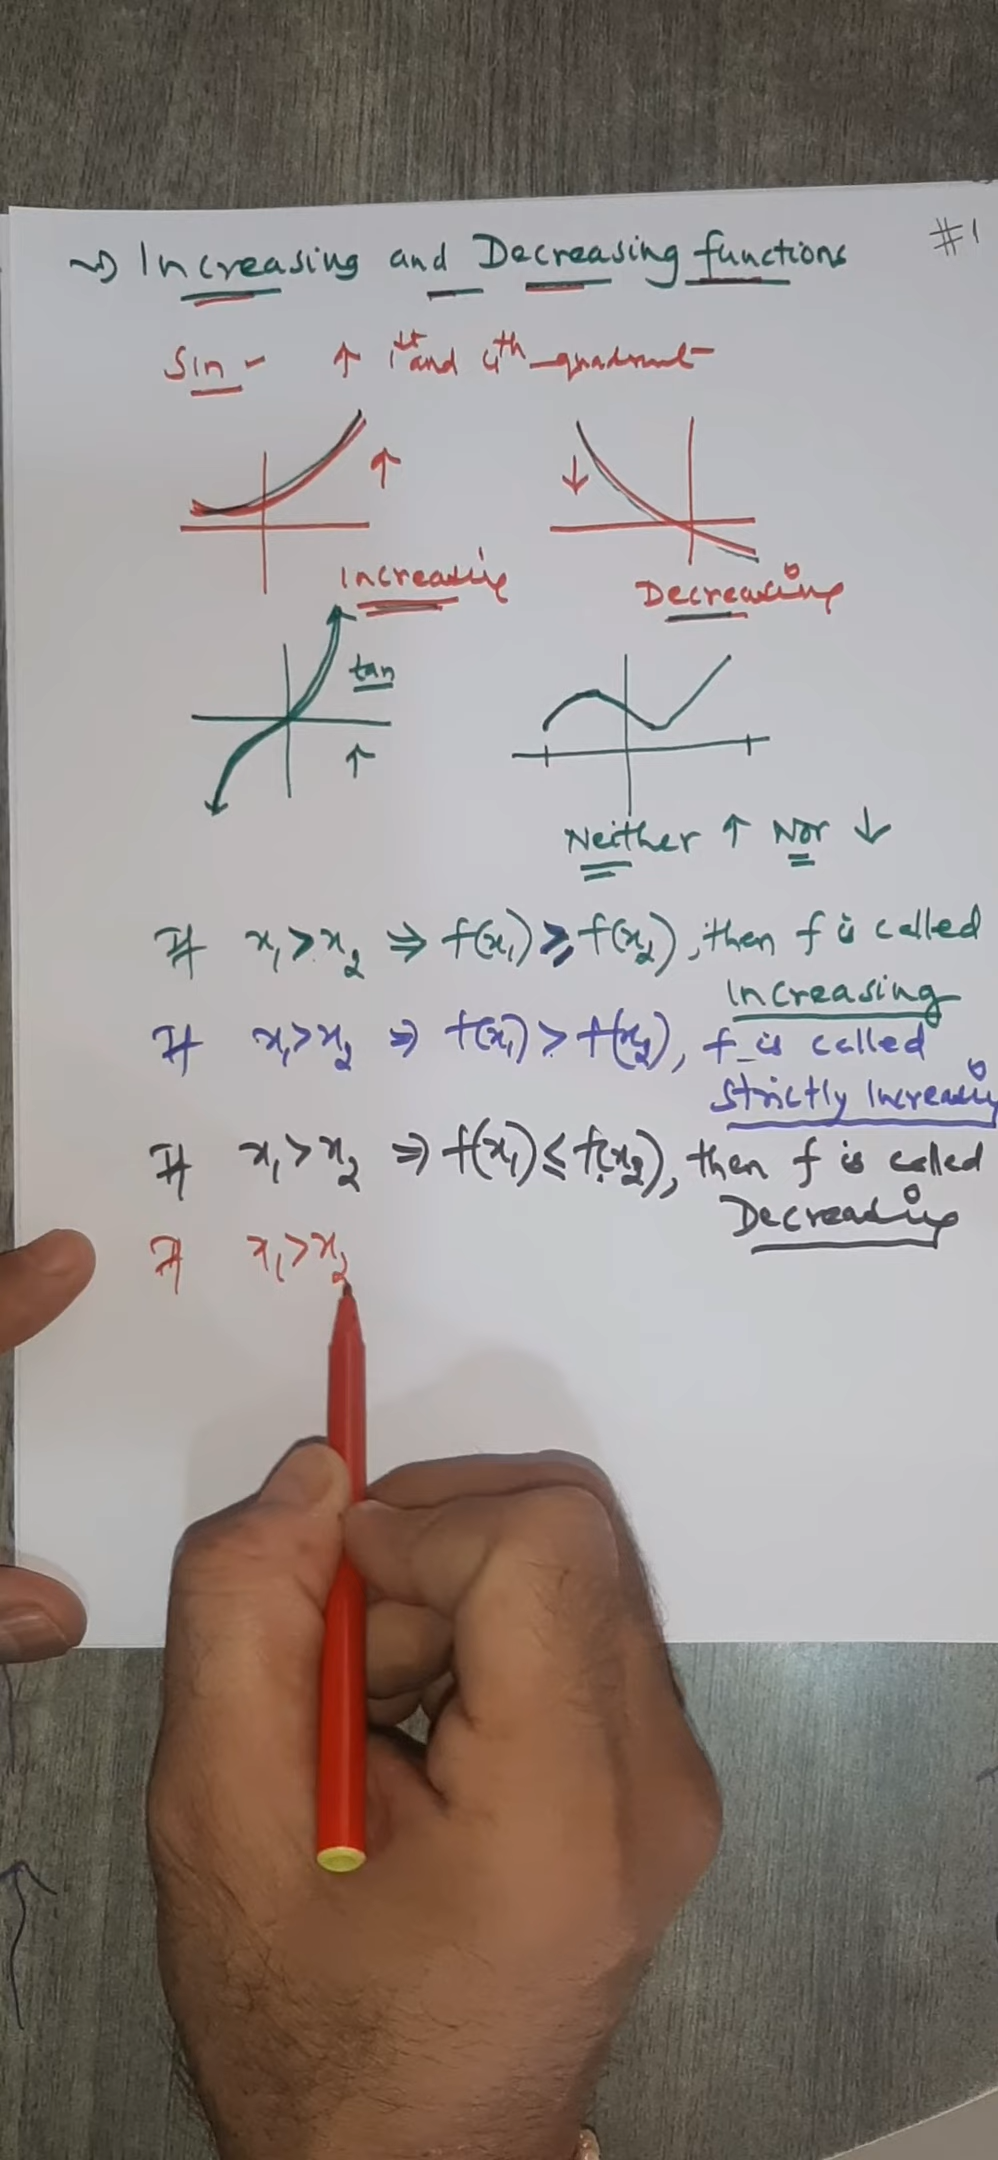 #1
~> Increasing and Decreasing functions
Sin - ↑ 1st and 4th quadrant
↑ ↓
Increasing Decreasing
tan
↑
Neither ↑ Nor ↓
If x₁ > x₂ ⇒ f(x₁) ≥ f(x₂), then f is called
Increasing
If x₁ > x₂ ⇒ f(x₁) > f(x₂), f is called
Strictly Increasing
If x₁ > x₂ ⇒ f(x₁) ≤ f(x₂), then f is called
Decreasing
If x₁ > x₂